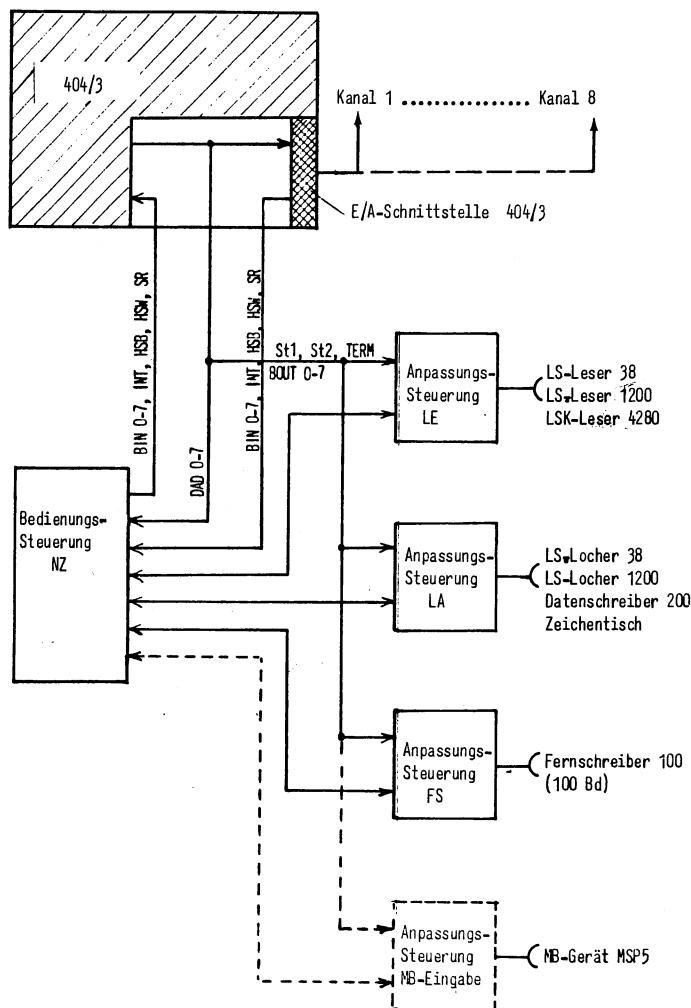 404/3
Kanal 1 .............. Kanal 8
E/A-Schnittstelle 404/3
BIN 0-7, INT, HSB, HSW, SR
DAD 0-7
BIN 0-7, INT, HSB, HSW, SR
St1, St2, TERM
BOUT 0-7
Anpassungs-
Steuerung
LE
LS-Leser 38
LS-Leser 1200
LSK-Leser 4280
Bedienungs-
Steuerung
NZ
Anpassungs-
Steuerung
LA
LS-Locher 38
LS-Locher 1200
Datenschreiber 200
Zeichentisch
Anpassungs-
Steuerung
FS
Fernschreiber 100
(100 Bd)
Anpassungs-
Steuerung
MB-Eingabe
MB-Gerät MSP5